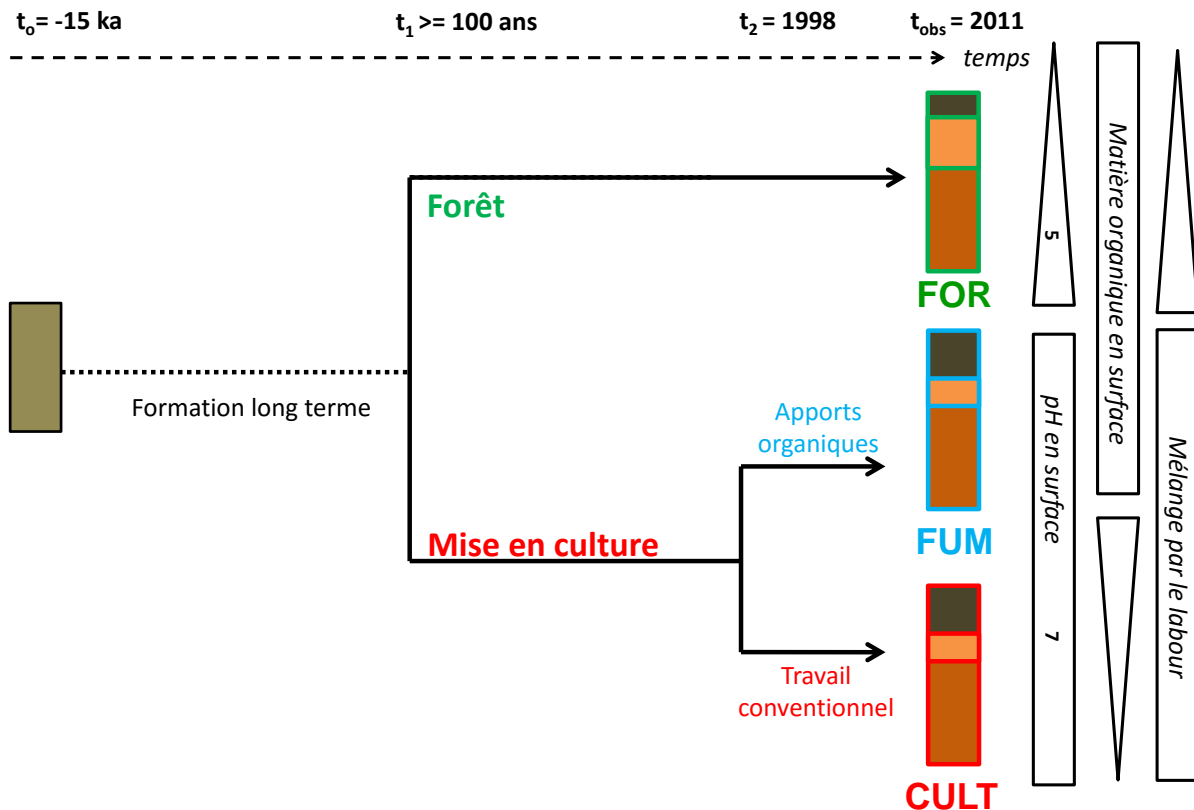 to= -15 ka
t1 >= 100 ans
t2 = 1998
tobs = 2011
temps
Forêt
FOR
Formation long terme
Apports
organiques
Mise en culture
FUM
Travail
conventionnel
CULT
5
pH en surface
7
Matière organique en surface
Mélange par le labour